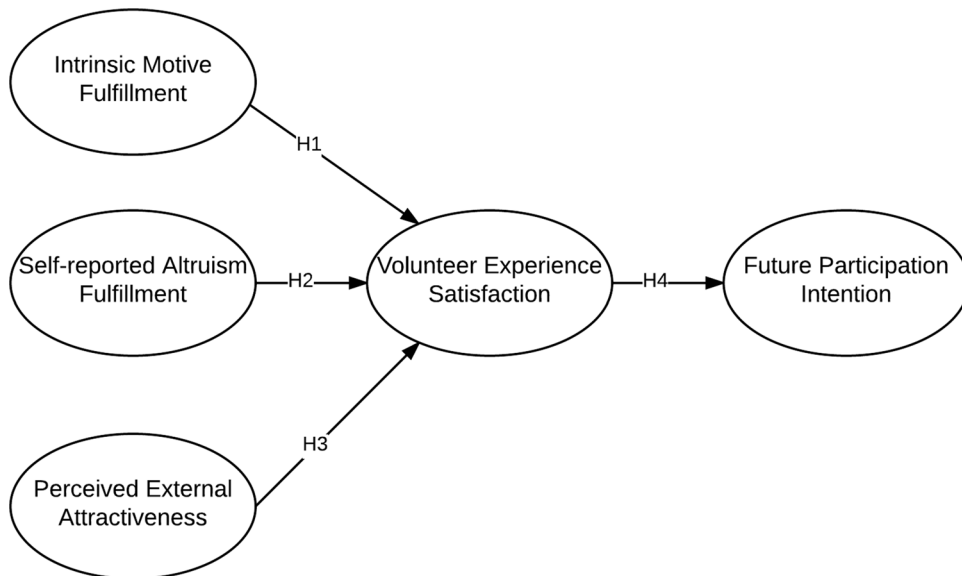 Intrinsic Motive
Fulfillment
H1
Self-reported Altruism
Fulfillment
H2
Volunteer Experience
Satisfaction
H4
Future Participation
Intention
H3
Perceived External
Attractiveness